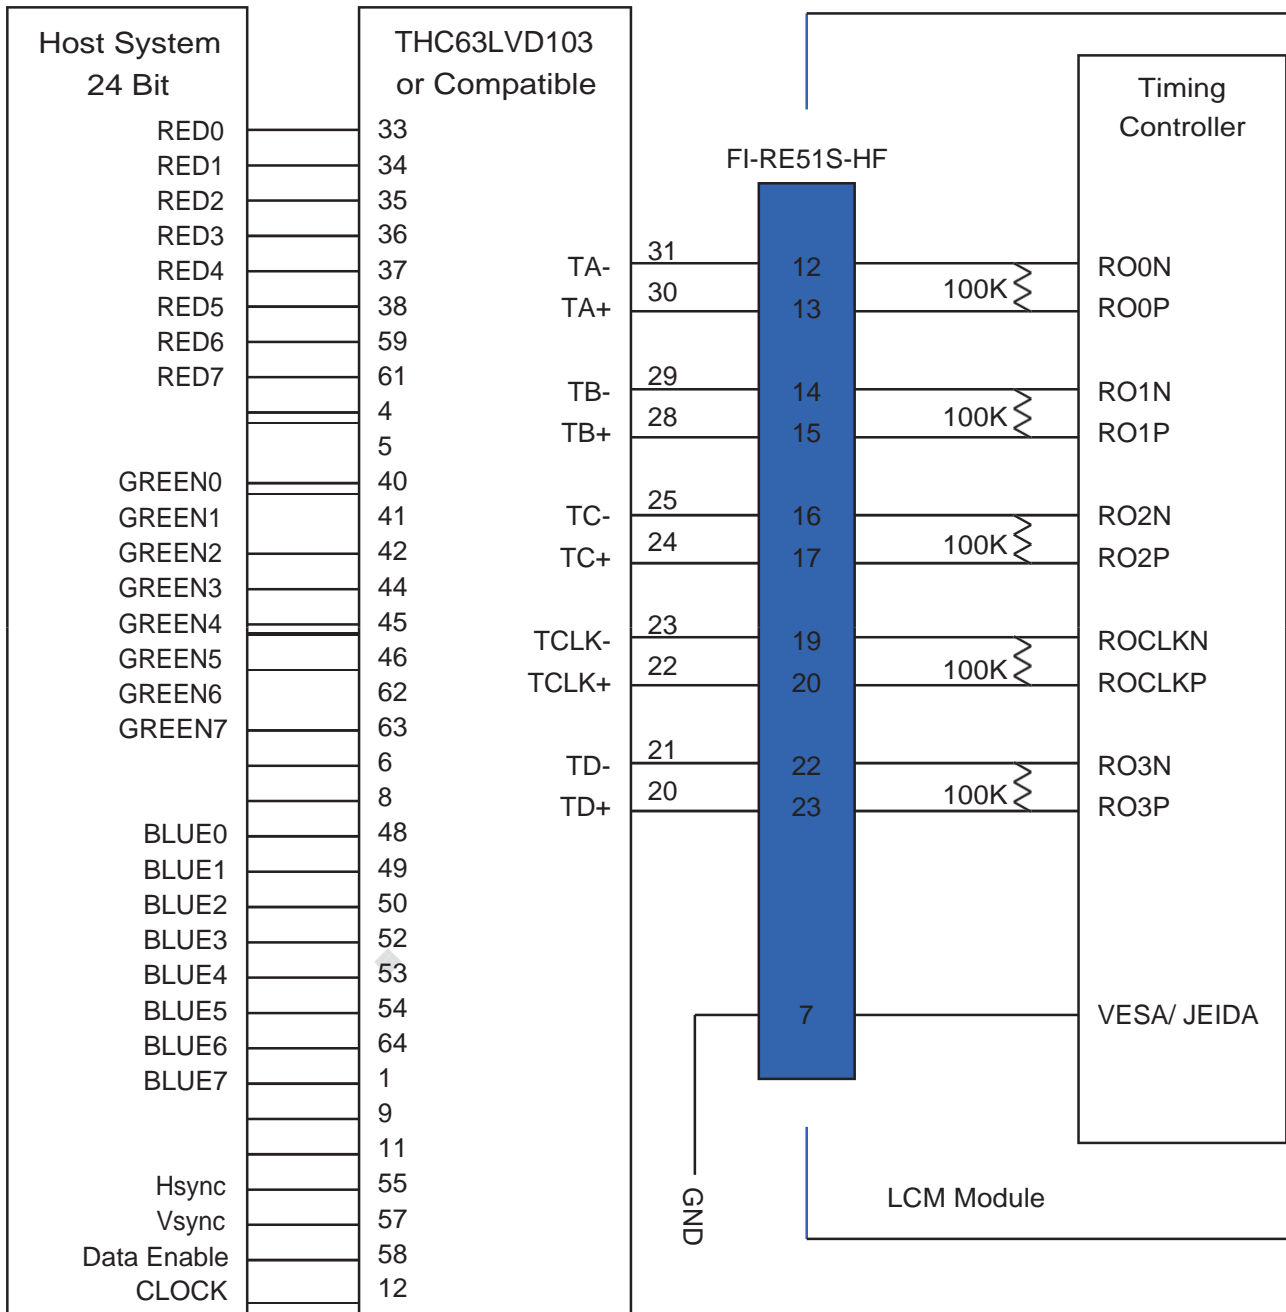 Host System
24 Bit
RED0
RED1
RED2
RED3
RED4
RED5
RED6
RED7
GREEN0
GREEN1
GREEN2
GREEN3
GREEN4
GREEN5
GREEN6
GREEN7
BLUE0
BLUE1
BLUE2
BLUE3
BLUE4
BLUE5
BLUE6
BLUE7
Hsync
Vsync
Data Enable
CLOCK
THC63LVD103
or Compatible
33
34
35
36
37
38
59
61
4
5
40
41
42
44
45
46
62
63
6
8
48
49
50
52
53
54
64
1
9
11
55
57
58
12
TA- 31
TA+ 30
TB- 29
TB+ 28
TC- 25
TC+ 24
TCLK- 23
TCLK+ 22
TD- 21
TD+ 20
GND
FI-RE51S-HF
12
13
14
15
16
17
19
20
22
23
7
100K
100K
100K
100K
100K
Timing
Controller
RO0N
RO0P
RO1N
RO1P
RO2N
RO2P
ROCLKN
ROCLKP
RO3N
RO3P
VESA/ JEIDA
LCM Module